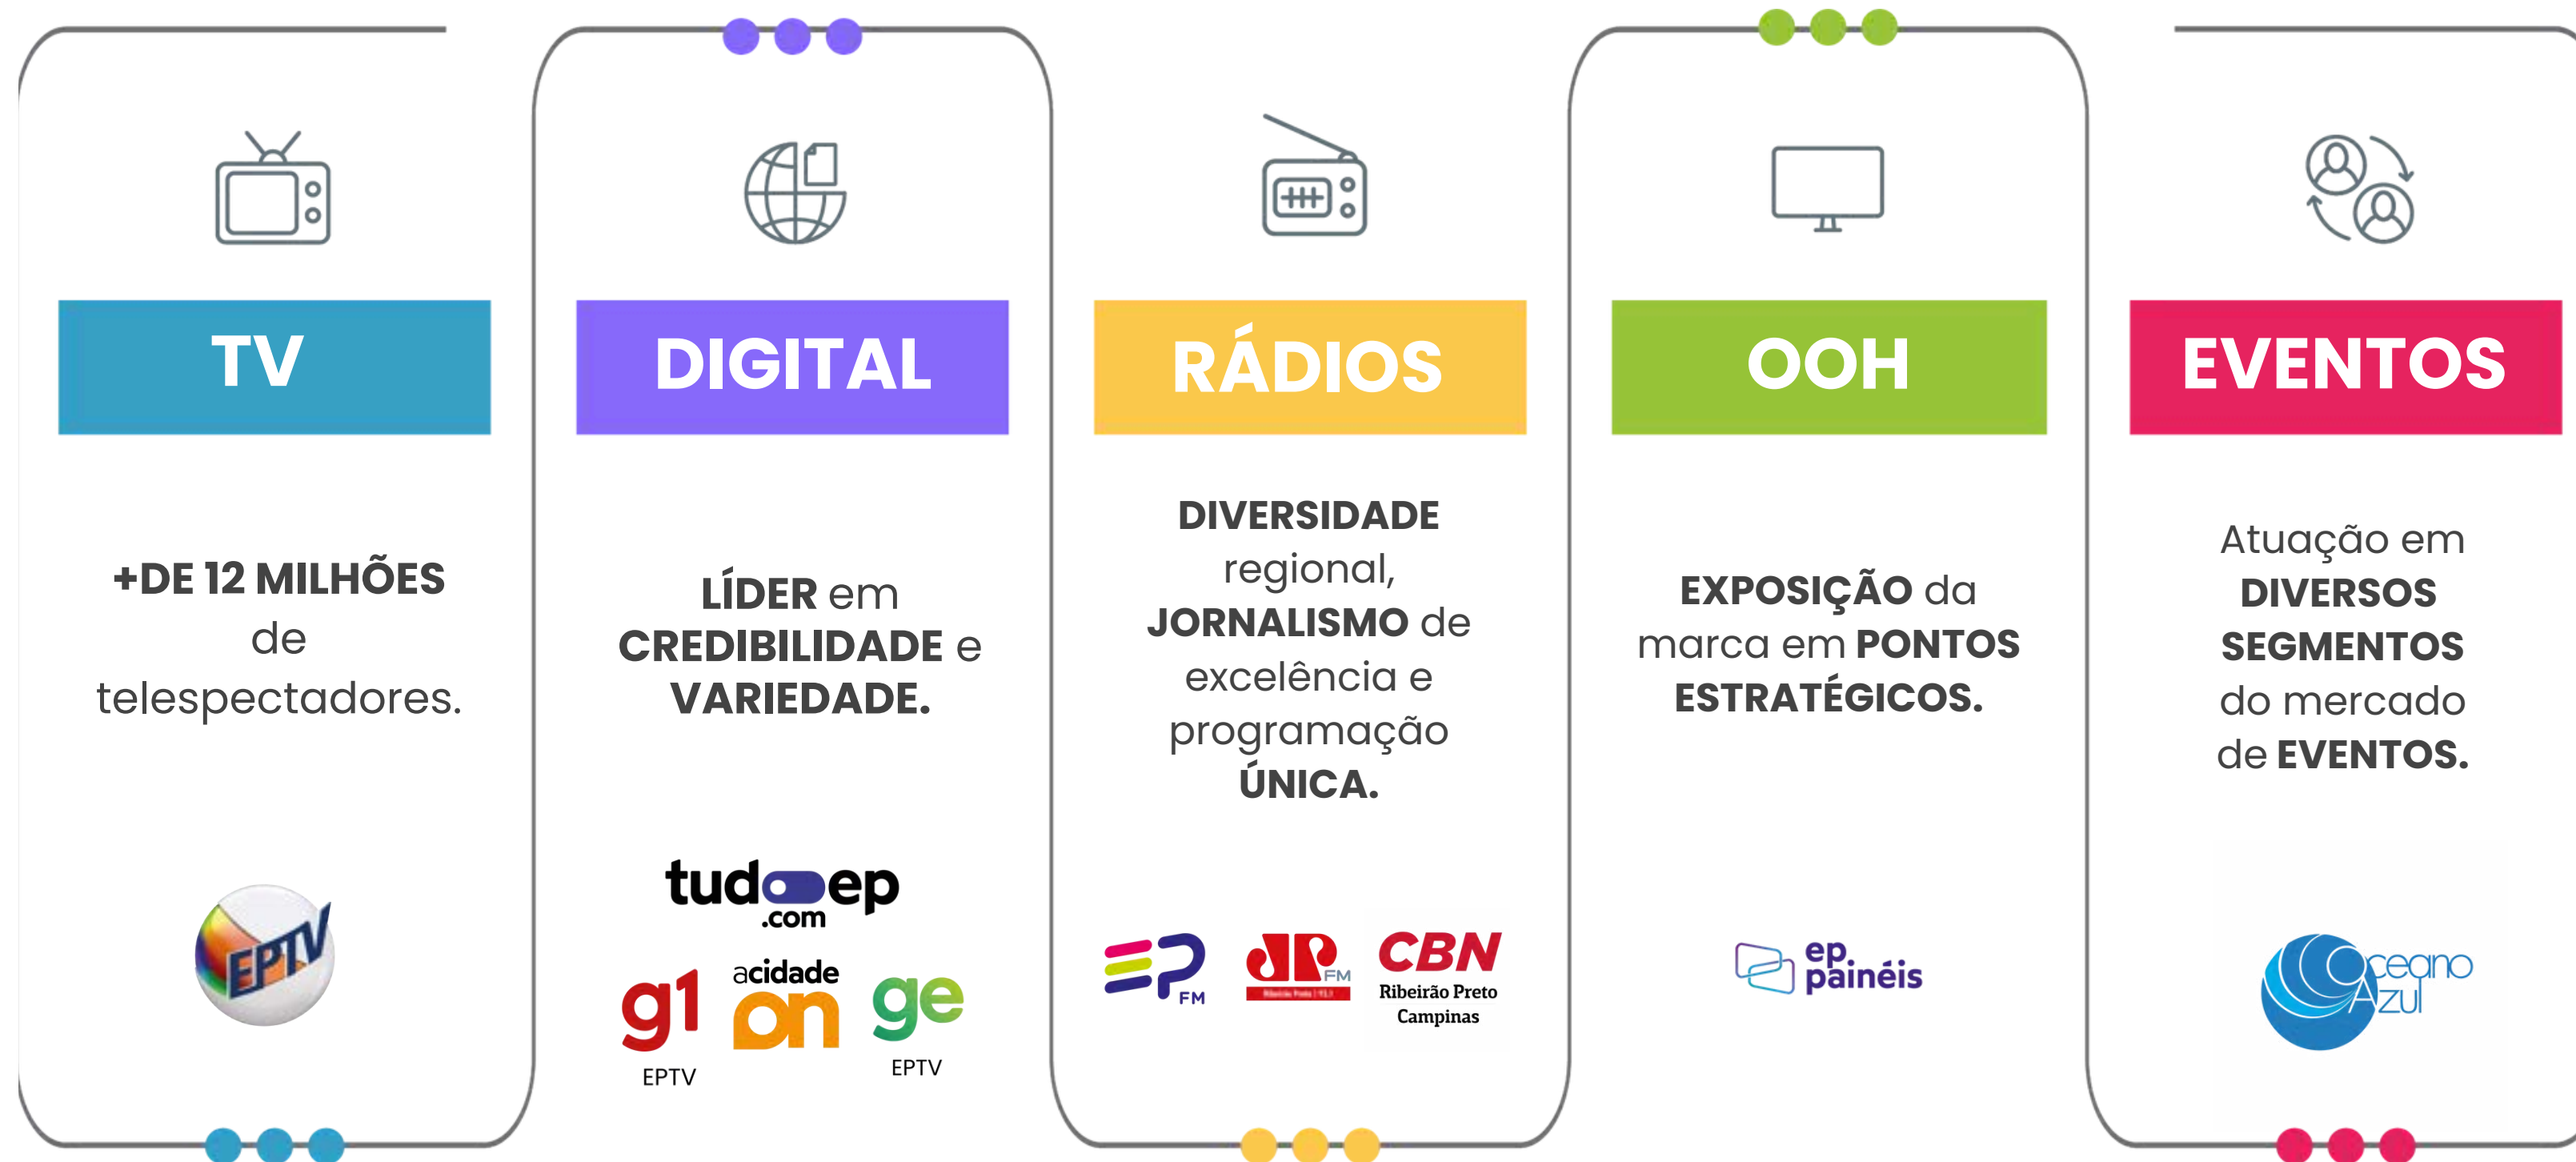 TV
+DE 12 MILHÕES
de
telespectadores.
EPTV
DIGITAL
LÍDER em
CREDIBILIDADE e
VARIEDADE.
tudoep
.com
g1
EPTV
acidade
on
ge
EPTV
RÁDIOS
DIVERSIDADE
regional,
JORNALISMO de
excelência e
programação
ÚNICA.
EP
FM
JP
FM
CBN
Ribeirão Preto
Campinas
OOH
EXPOSIÇÃO da
marca em PONTOS
ESTRATÉGICOS.
ep
painéis
EVENTOS
Atuação em
DIVERSOS
SEGMENTOS
do mercado
de EVENTOS.
Oceano
Azul